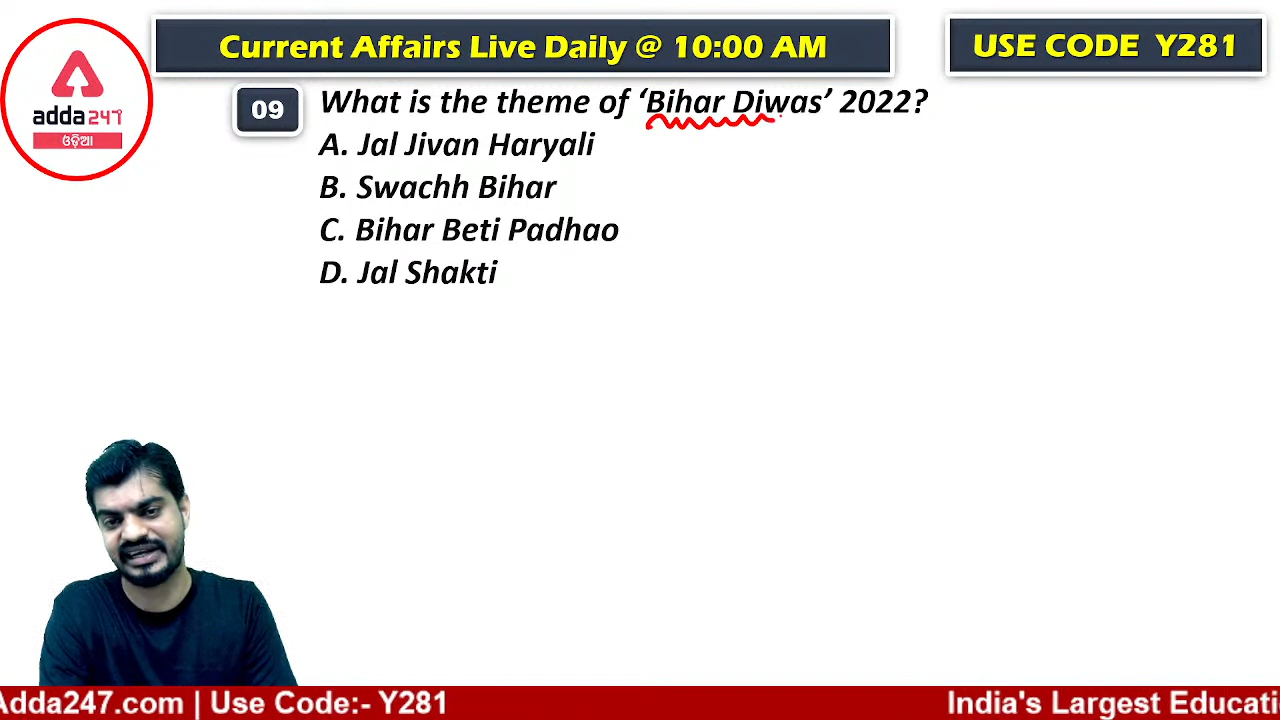 Current Affairs Live Daily @ 10:00 AM
USE CODE Y281
adda247
ଓଡ଼ିଆ
09
What is the theme of ‘Bihar Diwas’ 2022?
A. Jal Jivan Haryali
B. Swachh Bihar
C. Bihar Beti Padhao
D. Jal Shakti
Adda247.com | Use Code:- Y281
India's Largest Educati